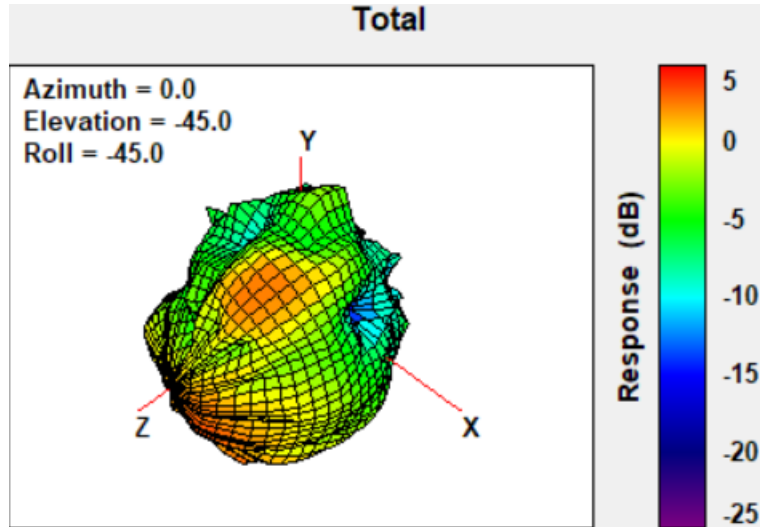 Total
Azimuth = 0.0
Elevation = -45.0
Roll = -45.0
Y
Z
X
5
0
-5
-10
-15
-20
-25
Response (dB)